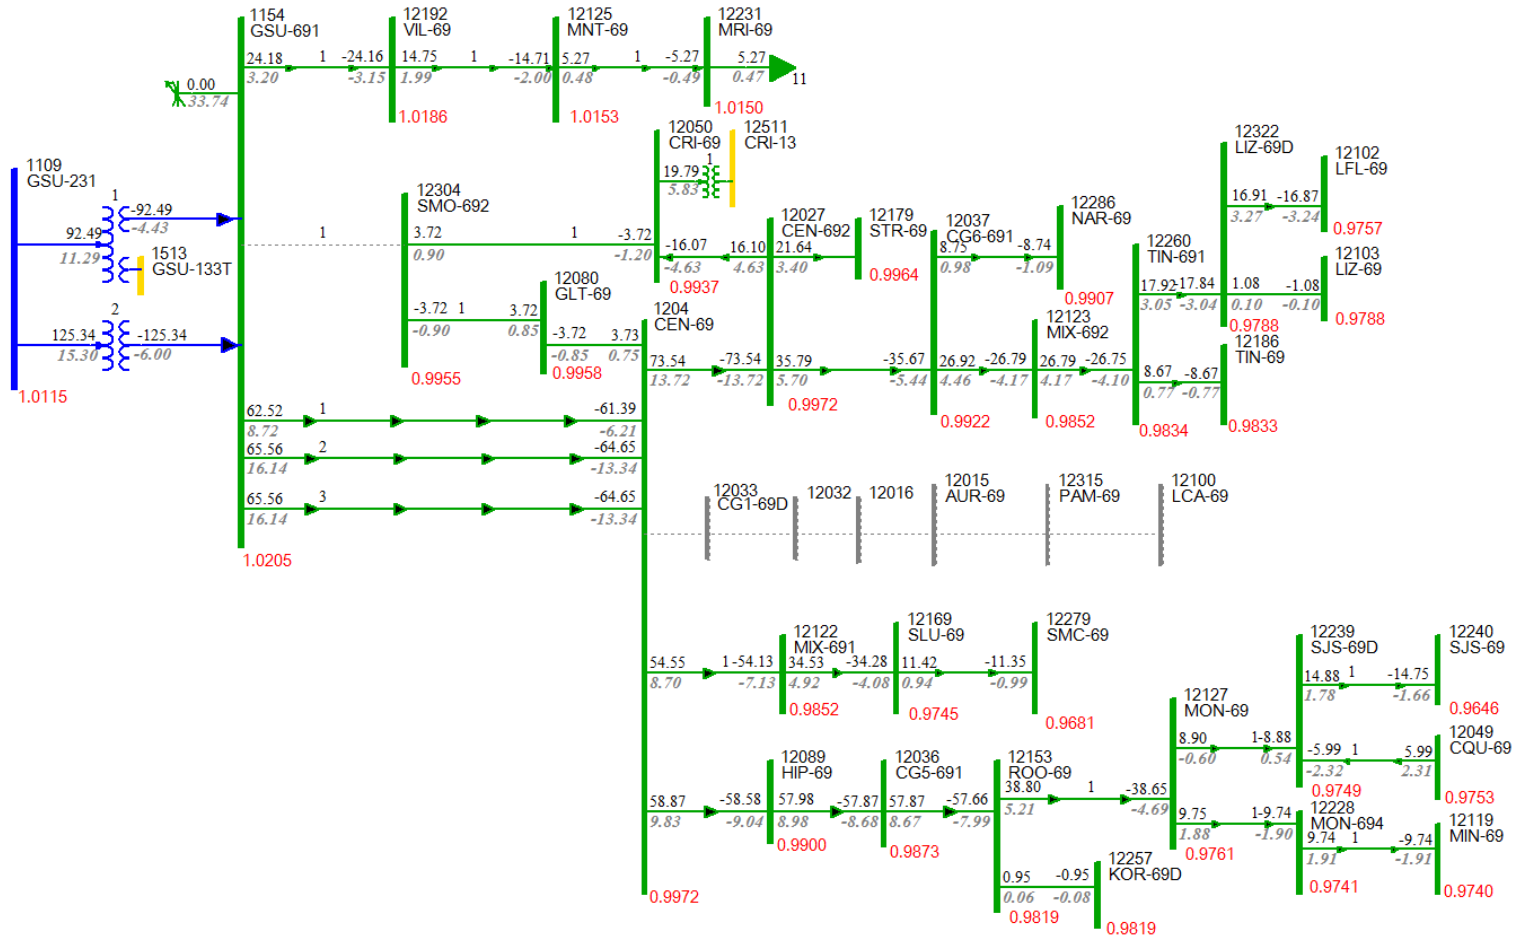 1154
GSU-691
12192
VIL-69
12125
MNT-69
12231
MRI-69
24.18 1 -24.16 14.75 1 -14.71 5.27 1 -5.27 5.27
3.20 -3.15 1.99 -2.00 0.48 -0.49 0.47
11
0.00
33.74
1.0186
1.0153
1.0150
12050
CRI-69
12511
CRI-13
1
19.79
5.83
12322
LIZ-69D
12102
LFL-69
1109
GSU-231
1
-92.49
-4.43
92.49
11.29
1513
GSU-133T
2
125.34 -125.34
15.30 -6.00
1.0115
12304
SMO-692
1
3.72 1 -3.72
0.90 -1.20
-16.07 16.10 21.64
-4.63 4.63 3.40
0.9937
12027
CEN-692
12179
STR-69
0.9964
12037
CG6-691
12286
NAR-69
8.75 -8.74
0.98 -1.09
0.9907
12260
TIN-691
16.91 -16.87
3.27 -3.24
0.9757
12103
LIZ-69
17.92 -17.84 1.08 -1.08
3.05 -3.04 0.10 -0.10
0.9788
0.9788
12080
GLT-69
-3.72 1 3.72
-0.90 0.85
-3.72 3.73
-0.85 0.75
0.9955
0.9958
1204
CEN-69
12123
MIX-692
12186
TIN-69
73.54 -73.54 35.79 -35.67 26.92 -26.79 26.79 -26.75
13.72 -13.72 5.70 -5.44 4.46 -4.17 4.17 -4.10
8.67 -8.67
0.77 -0.77
0.9972
0.9922
0.9852
0.9834
0.9833
62.52 1 -61.39
8.72 -6.21
65.56 2 -64.65
16.14 -13.34
65.56 3 -64.65
16.14 -13.34
1.0205
12033
CG1-69D
12032
12016
12015
AUR-69
12315
PAM-69
12100
LCA-69
12122
MIX-691
12169
SLU-69
12279
SMC-69
54.55 1 -54.13 34.53 -34.28 11.42 -11.35
8.70 -7.13 4.92 -4.08 0.94 -0.99
0.9852
0.9745
0.9681
12239
SJS-69D
12240
SJS-69
14.88 1 -14.75
1.78 -1.66
0.9646
12127
MON-69
8.90 1 -8.88
-0.60 0.54
12049
CQU-69
-5.99 1 5.99
-2.32 2.31
0.9749
0.9753
12089
HIP-69
12036
CG5-691
12153
ROO-69
58.87 -58.58 57.98 -57.87 57.87 -57.66
9.83 -9.04 8.98 -8.68 8.67 -7.99
38.80 1 -38.65
5.21 -4.69
0.9900
0.9873
9.75 1 -9.74
1.88 -1.90
0.9761
12228
MON-694
12119
MIN-69
9.74 1 -9.74
1.91 -1.91
0.9741
0.9740
12257
KOR-69D
0.95 -0.95
0.06 -0.08
0.9819
0.9819
0.9972